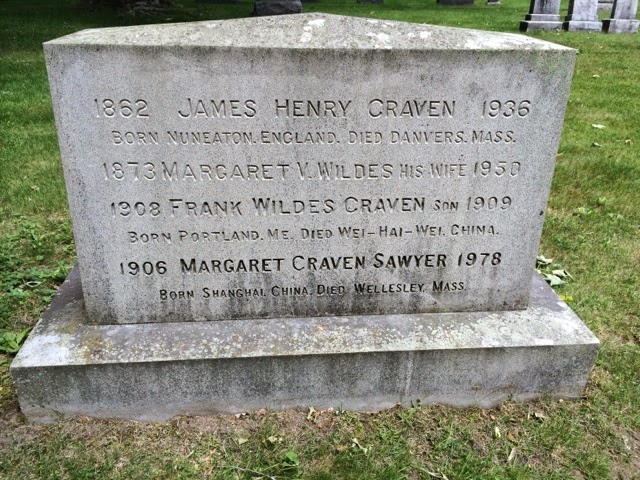 1862 JAMES HENRY CRAVEN 1936
BORN NUNEATON, ENGLAND. DIED DANVERS, MASS.
1873 MARGARET V. WILDES HIS WIFE 1950
1908 FRANK WILDES CRAVEN SON 1909
BORN PORTLAND, ME. DIED WEI-HAI-WEI, CHINA.
1906 MARGARET CRAVEN SAWYER 1978
BORN SHANGHAI, CHINA. DIED WELLESLEY, MASS.